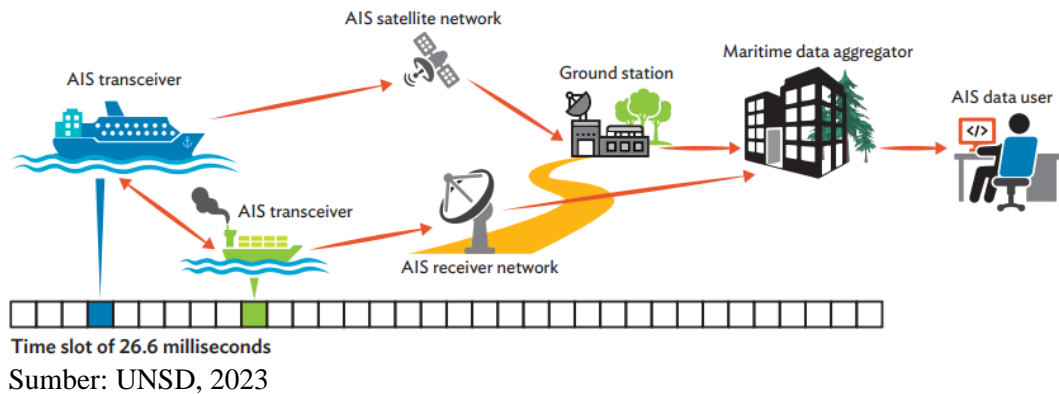 AIS satellite network
AIS transceiver
Ground station
Maritime data aggregator
AIS data user
</>
AIS transceiver
AIS receiver network
Time slot of 26.6 milliseconds
Sumber: UNSD, 2023